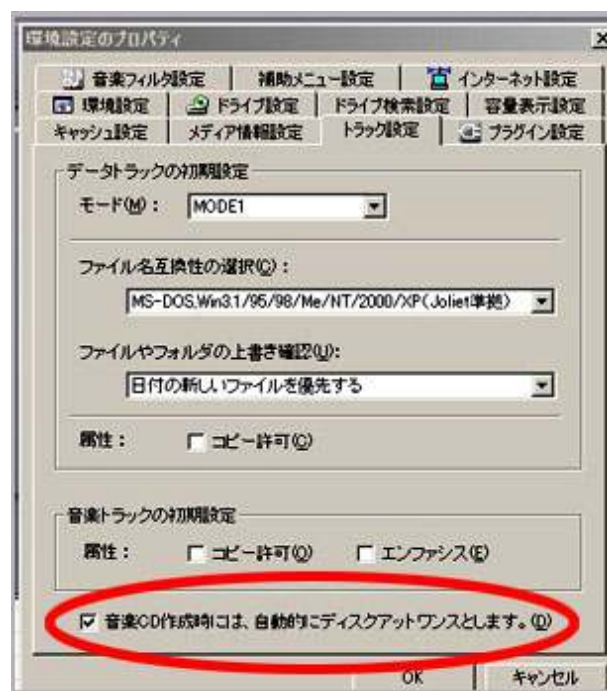 環境設定のプロパティ
音楽フィルタ設定 補助メニュー設定 インターネット設定
環境設定 ドライブ設定 ドライブ検索設定 容量表示設定
キャッシュ設定 メディア情報設定 トラック設定 プラグイン設定
データトラックの初期設定
モード(M): MODE1
ファイル名互換性の選択(C):
MS-DOS,Win3.1/95/98/Me/NT/2000/XP(Joliet準拠)
ファイルやフォルダの上書き確認(U):
日付の新しいファイルを優先する
属性: コピー許可(C)
音楽トラックの初期設定
属性: コピー許可(O) エンファシス(E)
音楽CD作成時には、自動的にディスクアットワンスとします。(D)
OK キャンセル